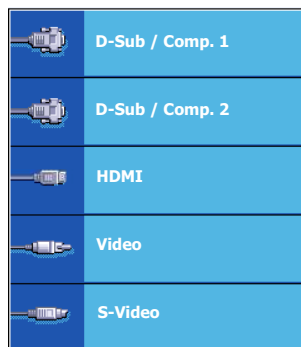 D-Sub / Comp. 1
D-Sub / Comp. 2
HDMI
Video
S-Video